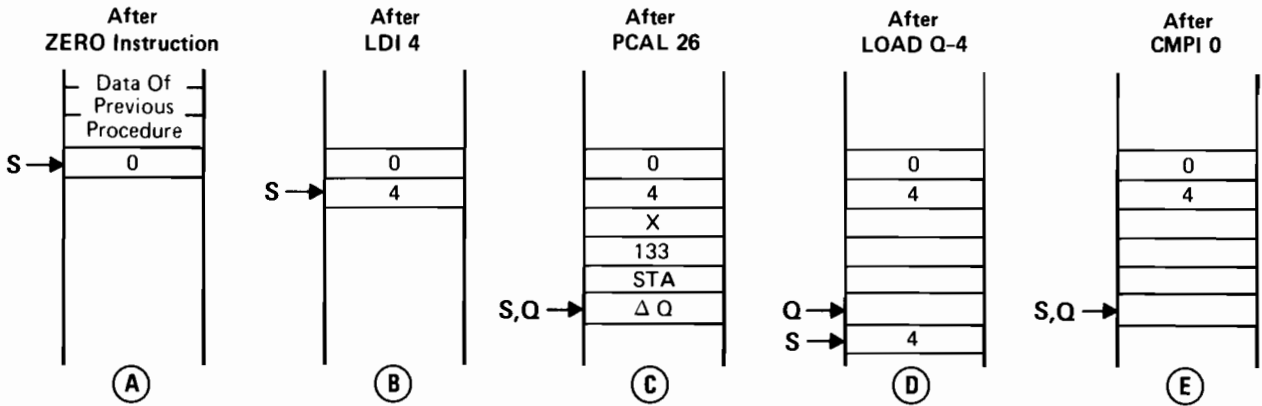 After
ZERO Instruction
After
LDI 4
After
PCAL 26
After
LOAD Q-4
After
CMPI 0
Data Of
Previous
Procedure
S
0
S
0
4
S,Q
0
4
X
133
STA
Δ Q
Q
S
0
4
4
S,Q
0
4
A
B
C
D
E